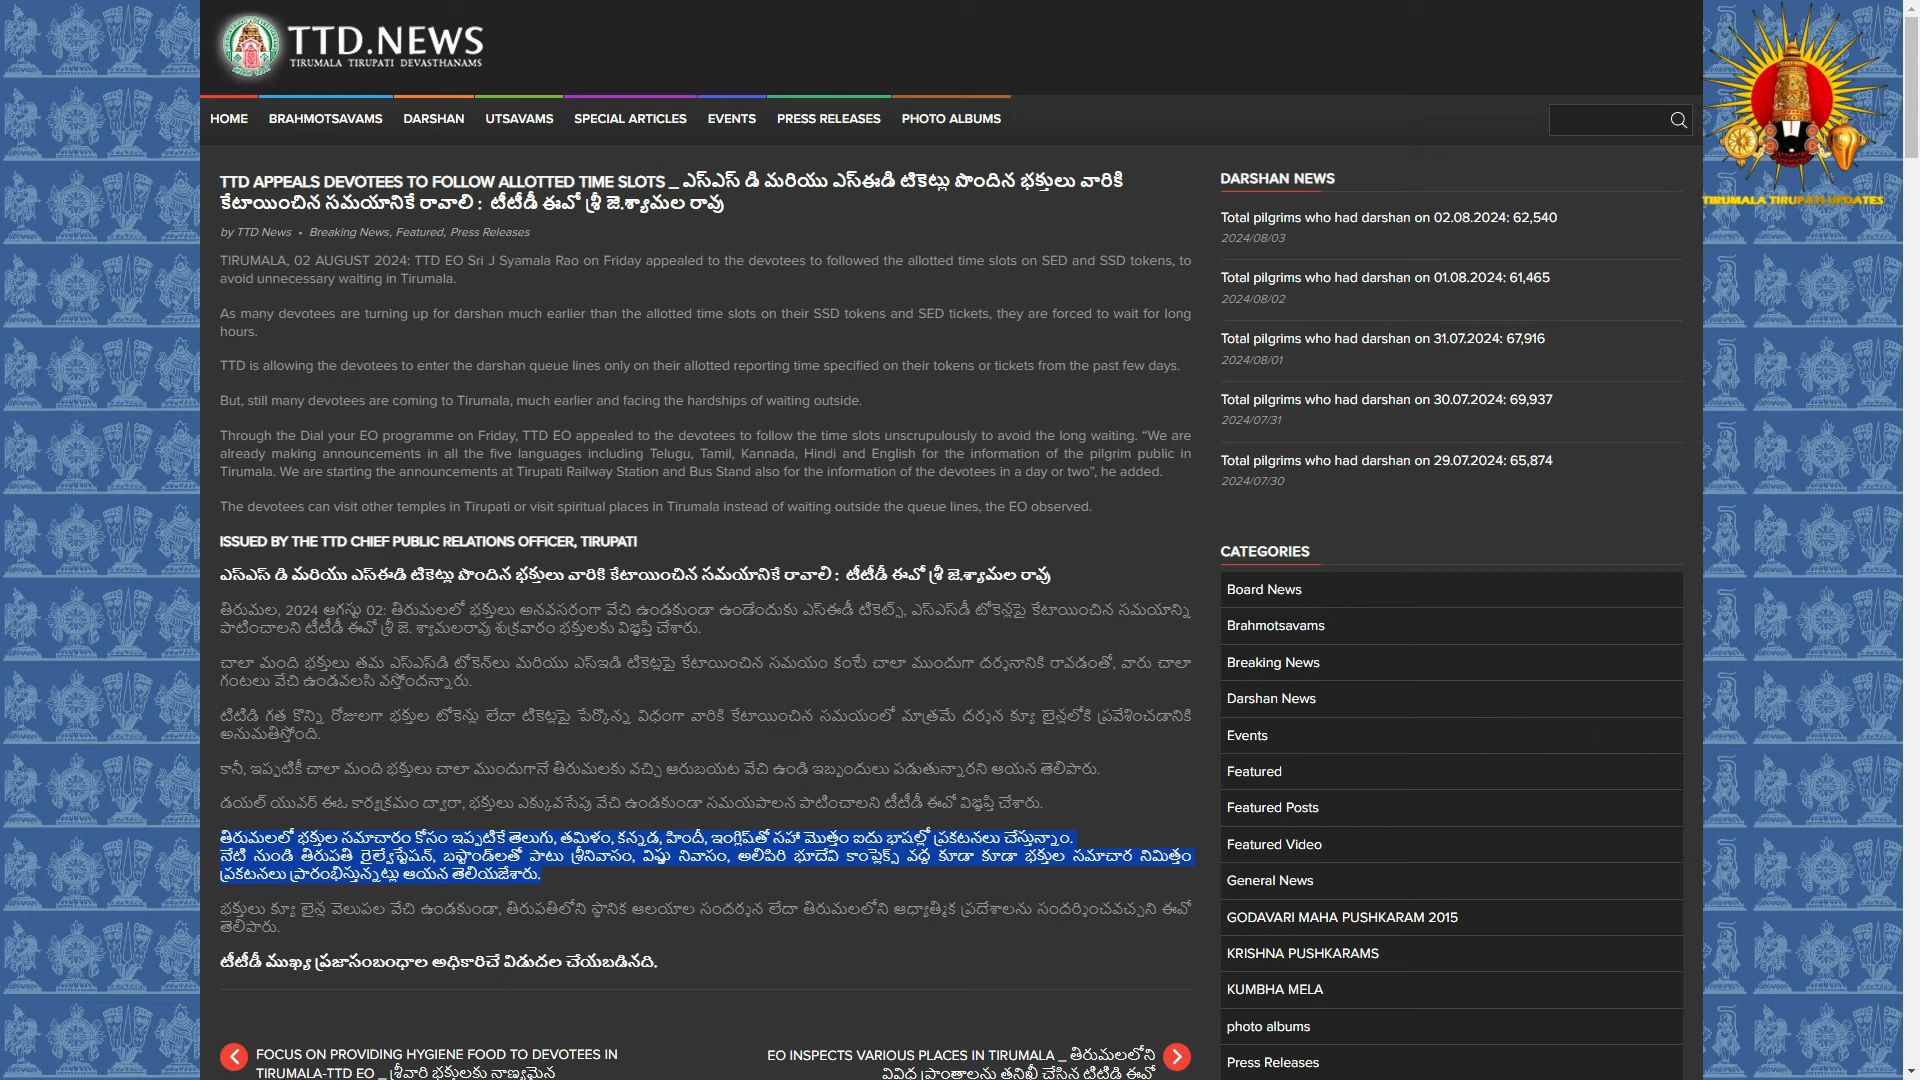 TTD.NEWS
TIRUMALA TIRUPATI DEVASTHANAMS
HOME BRAHMOTSAVAMS DARSHAN UTSAVAMS SPECIAL ARTICLES EVENTS PRESS RELEASES PHOTO ALBUMS
TIRUMALA TIRUPATI UPDATES
TTD APPEALS DEVOTEES TO FOLLOW ALLOTTED TIME SLOTS _ ఎస్ఎస్ డి మరియు ఎస్ఈడి టికెట్లు పొందిన భక్తులు వారికి
కేటాయించిన సమయానికే రావాలి : టీటీడీ ఈవో శ్రీ జె.శ్యామల రావు
by TTD News • Breaking News, Featured, Press Releases
TIRUMALA, 02 AUGUST 2024: TTD EO Sri J Syamala Rao on Friday appealed to the devotees to followed the allotted time slots on SED and SSD tokens, to
avoid unnecessary waiting in Tirumala.
As many devotees are turning up for darshan much earlier than the allotted time slots on their SSD tokens and SED tickets, they are forced to wait for long
hours.
TTD is allowing the devotees to enter the darshan queue lines only on their allotted reporting time specified on their tokens or tickets from the past few days.
But, still many devotees are coming to Tirumala, much earlier and facing the hardships of waiting outside.
Through the Dial your EO programme on Friday, TTD EO appealed to the devotees to follow the time slots unscrupulously to avoid the long waiting. “We are
already making announcements in all the five languages including Telugu, Tamil, Kannada, Hindi and English for the information of the pilgrim public in
Tirumala. We are starting the announcements at Tirupati Railway Station and Bus Stand also for the information of the devotees in a day or two”, he added.
The devotees can visit other temples in Tirupati or visit spiritual places in Tirumala instead of waiting outside the queue lines, the EO observed.
ISSUED BY THE TTD CHIEF PUBLIC RELATIONS OFFICER, TIRUPATI
ఎస్ఎస్ డి మరియు ఎస్ఈడి టికెట్లు పొందిన భక్తులు వారికి కేటాయించిన సమయానికే రావాలి : టీటీడీ ఈవో శ్రీ జె.శ్యామల రావు
తిరుమల, 2024 ఆగస్టు 02: తిరుమలలో భక్తులు అనవసరంగా వేచి ఉండకుండా ఉండేందుకు ఎస్ఈడీ టికెట్స్, ఎస్ఎస్‌డీ టోకెన్లపై కేటాయించిన సమయాన్ని
పాటించాలని టీటీడీ ఈవో శ్రీ జె. శ్యామలరావు శుక్రవారం భక్తులకు విజ్ఞప్తి చేశారు.
చాలా మంది భక్తులు తమ ఎస్ఎస్‌డి టోకెన్‌లు మరియు ఎస్ఇడి టికెట్లపై కేటాయించిన సమయం కంటే చాలా ముందుగా దర్శనానికి రావడంతో, వారు చాలా
గంటలు వేచి ఉండవలసి వస్తోందన్నారు.
టిటిడి గత కొన్ని రోజులగా భక్తుల టోకెన్లు లేదా టికెట్లపై పేర్కొన్న విధంగా వారికి కేటాయించిన సమయంలో మాత్రమే దర్శన క్యూ లైన్లలోకి ప్రవేశించడానికి
అనుమతిస్తోంది.
కానీ, ఇప్పటికీ చాలా మంది భక్తులు చాలా ముందుగానే తిరుమలకు వచ్చి ఆరుబయట వేచి ఉండి ఇబ్బందులు పడుతున్నారని ఆయన తెలిపారు.
డయల్ యువర్ ఈఓ కార్యక్రమం ద్వారా, భక్తులు ఎక్కువసేపు వేచి ఉండకుండా సమయపాలన పాటించాలని టీటీడీ ఈవో విజ్ఞప్తి చేశారు.
తిరుమలలో భక్తుల సమాచారం కోసం ఇప్పటికే తెలుగు, తమిళం, కన్నడ, హిందీ, ఇంగ్లిష్‌తో సహా మొత్తం ఐదు భాషల్లో ప్రకటనలు చేస్తున్నాం.
నేటి నుండి తిరుపతి రైల్వేస్టేషన్, బస్టాండ్‌లతో పాటు శ్రీనివాసం, విష్ణు నివాసం, అలిపిరి భూదేవి కాంప్లెక్స్ వద్ద కూడా కూడా భక్తుల సమాచార నిమిత్తం
ప్రకటనలు ప్రారంభిస్తున్నట్లు ఆయన తెలియజేశారు.
భక్తులు క్యూ లైన్ల వెలుపల వేచి ఉండకుండా, తిరుపతిలోని స్థానిక ఆలయాల సందర్శన లేదా తిరుమలలోని ఆధ్యాత్మిక ప్రదేశాలను సందర్శించవచ్చని ఈవో
తెలిపారు.
టీటీడీ ముఖ్య ప్రజాసంబంధాల అధికారిచే విడుదల చేయబడినది.
FOCUS ON PROVIDING HYGIENE FOOD TO DEVOTEES IN
TIRUMALA-TTD EO _ శ్రీవారి భక్తులకు నాణ్యమైన
EO INSPECTS VARIOUS PLACES IN TIRUMALA _ తిరుమలలోని
వివిధ ప్రాంతాలను తనిఖీ చేసిన టిటిడి ఈవో
DARSHAN NEWS
Total pilgrims who had darshan on 02.08.2024: 62,540
2024/08/03
Total pilgrims who had darshan on 01.08.2024: 61,465
2024/08/02
Total pilgrims who had darshan on 31.07.2024: 67,916
2024/08/01
Total pilgrims who had darshan on 30.07.2024: 69,937
2024/07/31
Total pilgrims who had darshan on 29.07.2024: 65,874
2024/07/30
CATEGORIES
Board News
Brahmotsavams
Breaking News
Darshan News
Events
Featured
Featured Posts
Featured Video
General News
GODAVARI MAHA PUSHKARAM 2015
KRISHNA PUSHKARAMS
KUMBHA MELA
photo albums
Press Releases